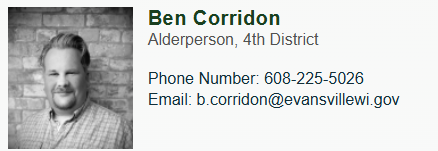 Ben Corridon
Alderperson, 4th District
Phone Number: 608-225-5026
Email: b.corridon@evansvillewi.gov